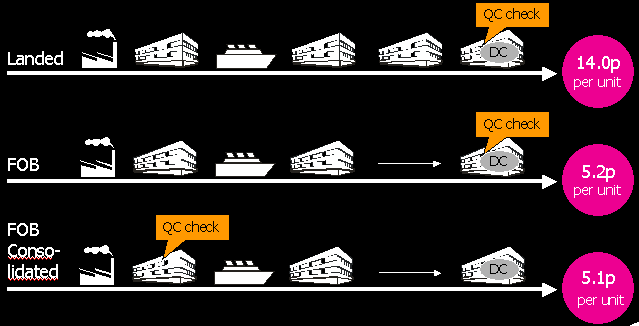 QC check
Landed
DC
14.0p
per unit
QC check
FOB
DC
5.2p
per unit
FOB
Conso-
lidated
QC check
DC
5.1p
per unit